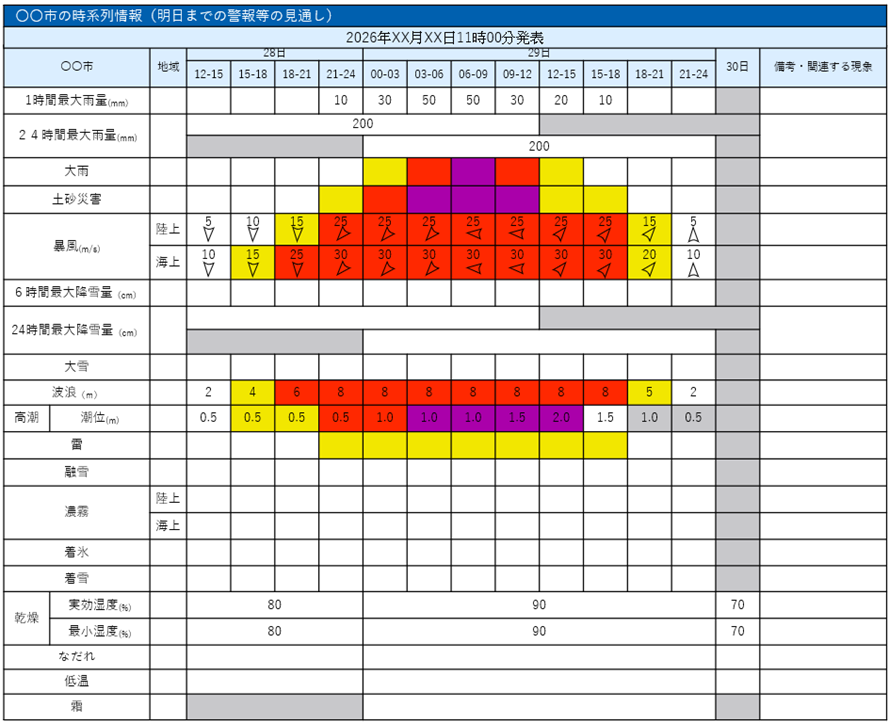 〇〇市の時系列情報（明日までの警報等の見通し）
2026年XX月XX日11時00分発表
〇〇市 地域 28日 29日 30日 備考・関連する現象
12-15 15-18 18-21 21-24 00-03 03-06 06-09 09-12 12-15 15-18 18-21 21-24
1時間最大雨量(mm) 10 30 50 50 30 20 10
２４時間最大雨量(mm) 200
200
大雨
土砂災害
暴風(m/s) 陸上 5 10 15 25 25 25 25 25 25 25 15 5
海上 10 15 25 30 30 30 30 30 30 30 20 10
６時間最大降雪量（cm）
24時間最大降雪量（cm）
大雪
波浪（m） 2 4 6 8 8 8 8 8 8 8 5 2
高潮 潮位(m) 0.5 0.5 0.5 0.5 1.0 1.0 1.0 1.5 2.0 1.5 1.0 0.5
雷
融雪
濃霧 陸上
海上
着氷
着雪
乾燥 実効湿度(%) 80 90 70
最小湿度(%) 80 90 70
なだれ
低温
霜